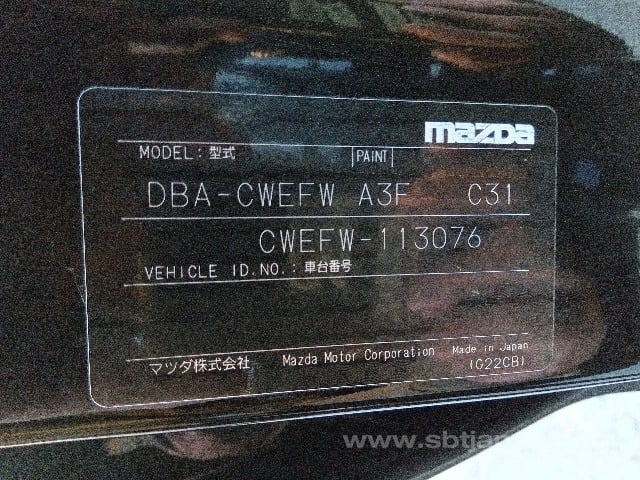 mazda
MODEL: 型式 PAINT
DBA-CWEFW A3F C31
CWEFW-113076
VEHICLE ID.NO.: 車台番号
マツダ株式会社 Mazda Motor Corporation Made in Japan
(G22CB)